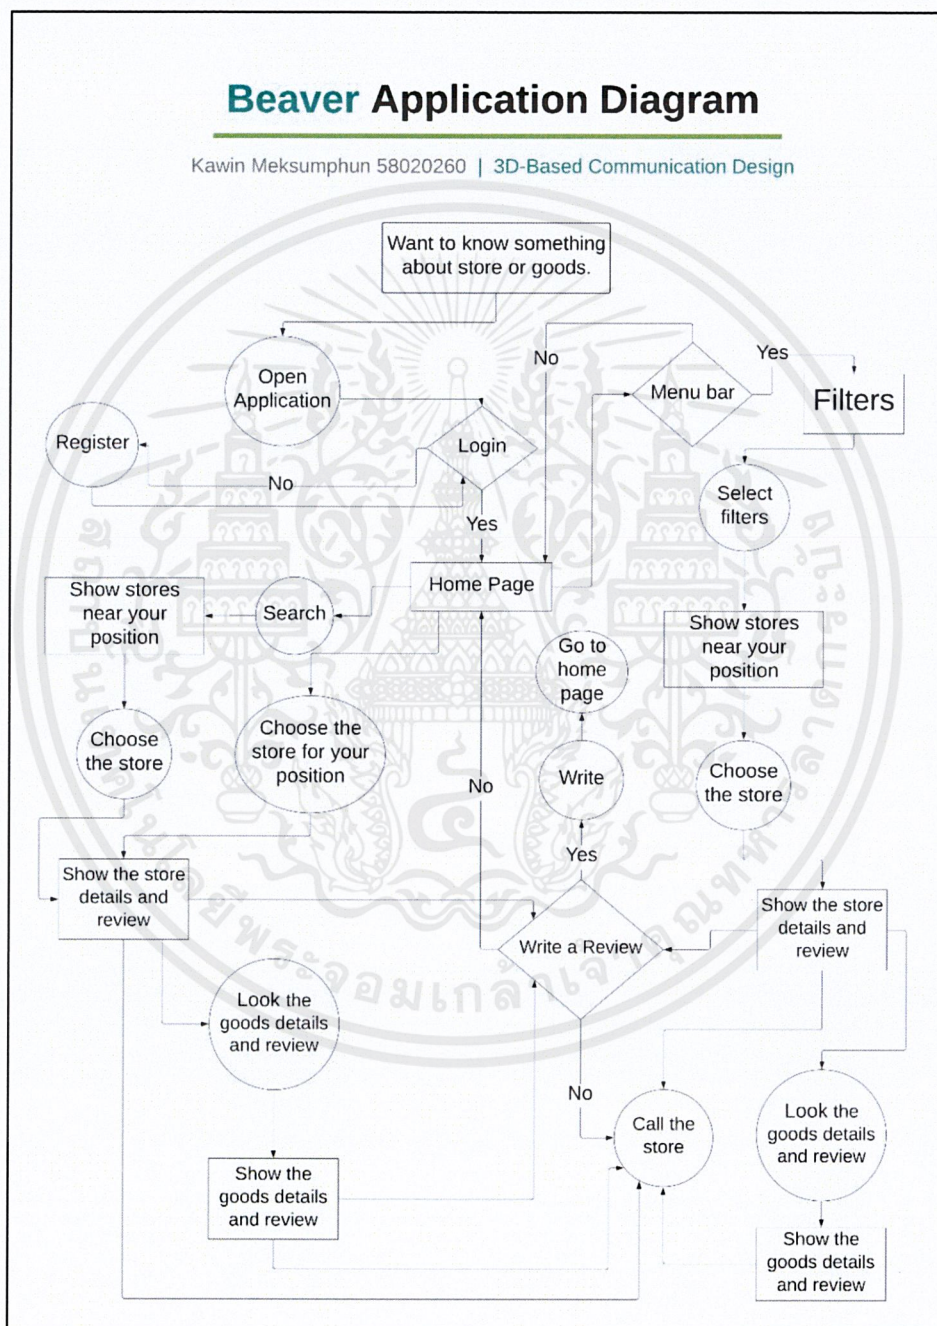 Beaver Application Diagram
Kawin Meksumphun 58020260 | 3D-Based Communication Design
Want to know something
about store or goods.
Open
Application
Register
No
Login
Yes
No
Menu bar
Yes
Filters
Select
filters
Home Page
Search
Show stores
near your
position
Choose
the store
Choose the
store for your
position
Go to
home
page
Write
Yes
No
Show stores
near your
position
Choose
the store
Show the store
details and
review
Write a Review
Show the store
details and
review
Look the
goods details
and review
No
Call the
store
Look the
goods details
and review
Show the
goods details
and review
Show the
goods details
and review